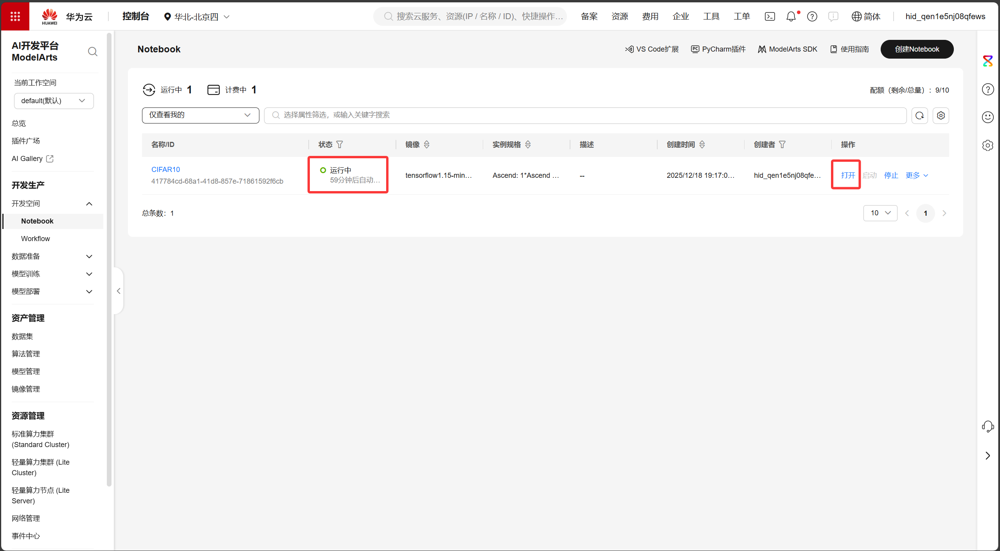 HUAWEI
华为云
控制台
华北-北京四
搜索云服务、资源(IP / 名称 / ID)、快捷操作...
备案
资源
费用
企业
工具
工单
简体
hid_qen1e5nj08qfews
AI开发平台
ModelArts
当前工作空间
default(默认)
总览
插件广场
AI Gallery
开发生产
开发空间
Notebook
Workflow
数据准备
模型训练
模型部署
资产管理
数据集
算法管理
模型管理
镜像管理
资源管理
标准算力集群
(Standard Cluster)
轻量算力集群 (Lite
Cluster)
轻量算力节点 (Lite
Server)
网络管理
事件中心
Notebook
VS Code扩展
PC PyCharm插件
ModelArts SDK
使用指南
创建Notebook
运行中 1
计费中 1
配额（剩余/总量）: 9/10
仅查看我的
选择属性筛选，或输入关键字搜索
名称/ID
状态
镜像
实例规格
描述
创建时间
创建者
操作
CIFAR10
417784cd-68a1-41d8-857e-71861592f6cb
运行中
59分钟后自动...
tensorflow1.15-min...
Ascend: 1*Ascend ...
--
2025/12/18 19:17:0...
hid_qen1e5nj08qfe...
打开
启动
停止
更多
总条数: 1
10
1